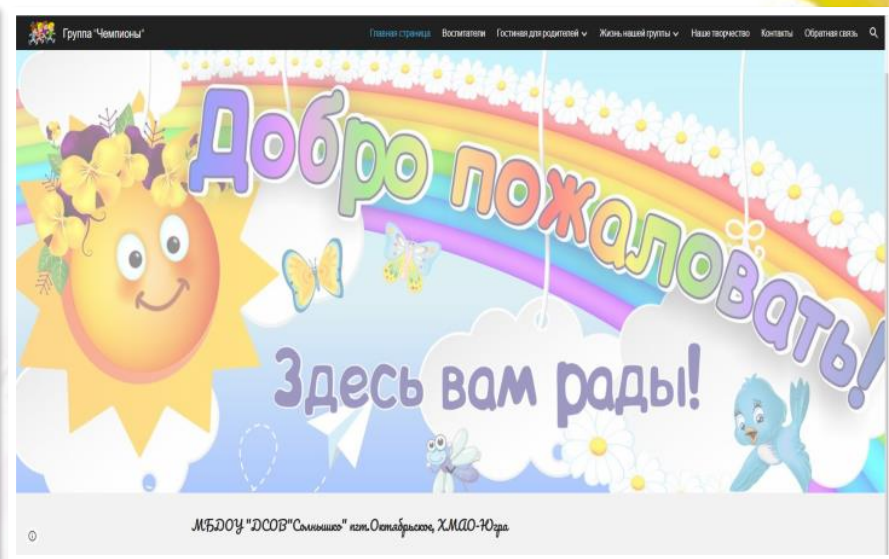 Группа "Чемпионы"
Главная страница Воспитатели Гостиная для родителей Жизнь нашей группы Наше творчество Контакты Обратная связь
Добро пожаловать!
Здесь вам рады!
МБДОУ "ДСОВ"Солнышко" пгт.Октябрьское, ХМАО-Югра